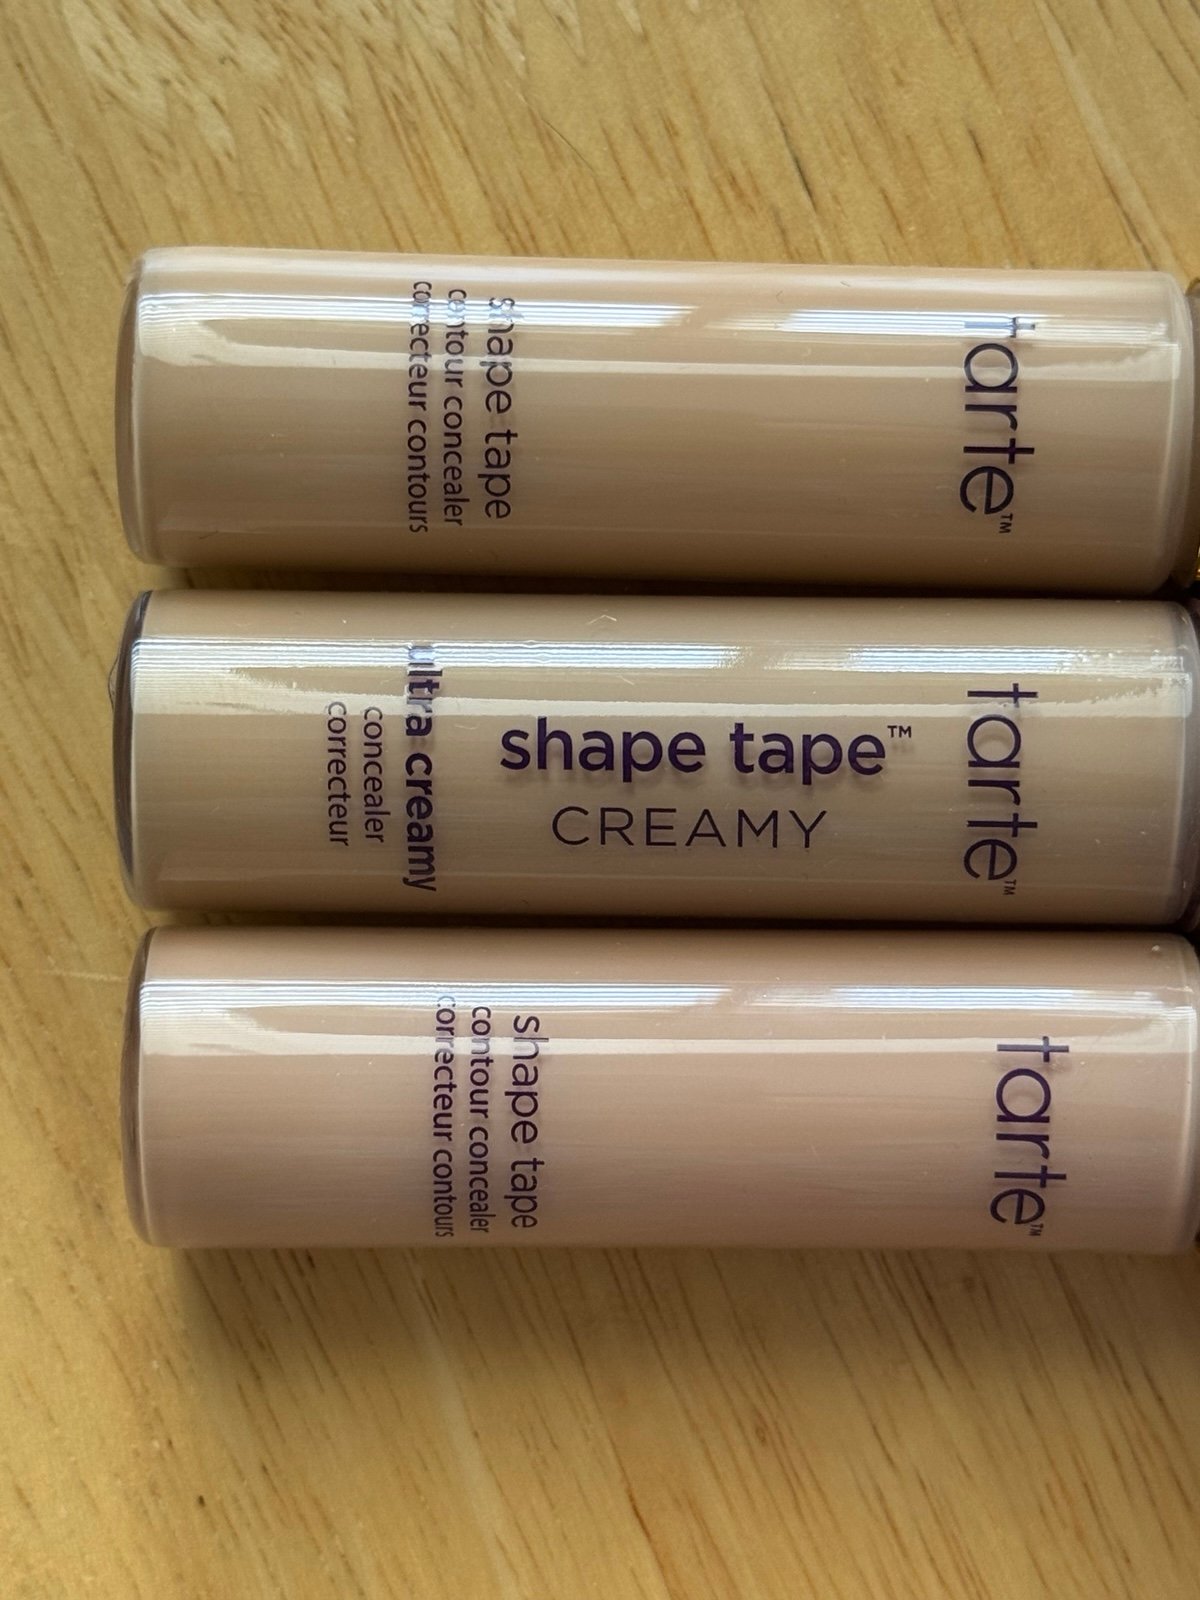 tarte™
shape tape
contour concealer
correcteur contours
tarte™
shape tape™
CREAMY
ultra creamy
concealer
correcteur
tarte™
shape tape
contour concealer
correcteur contours